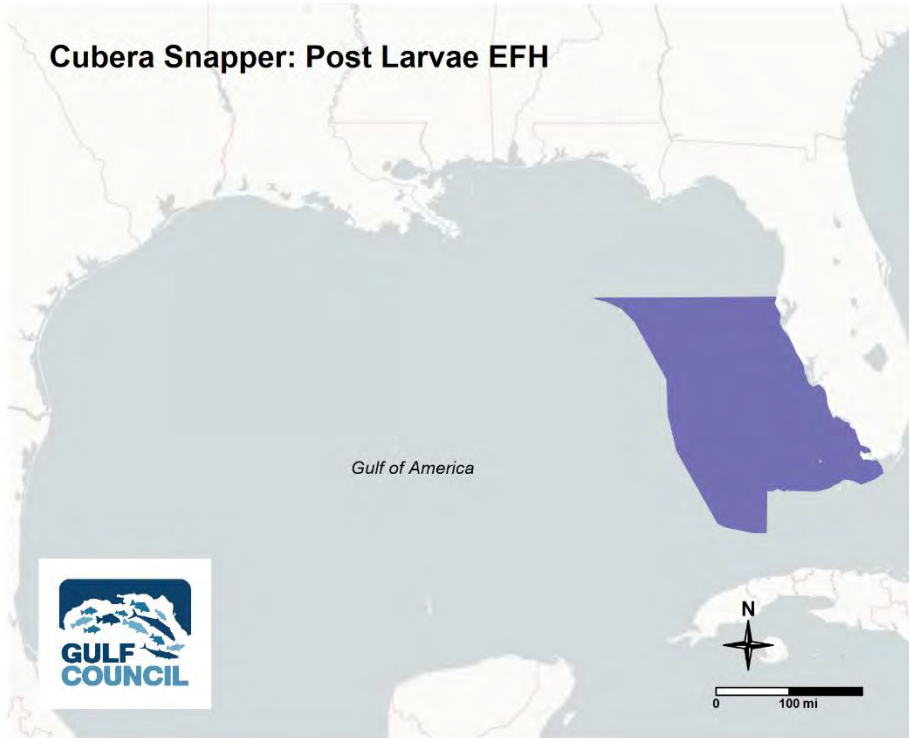 Cubera Snapper: Post Larvae EFH
Gulf of America
GULF
COUNCIL
N
0 100 mi